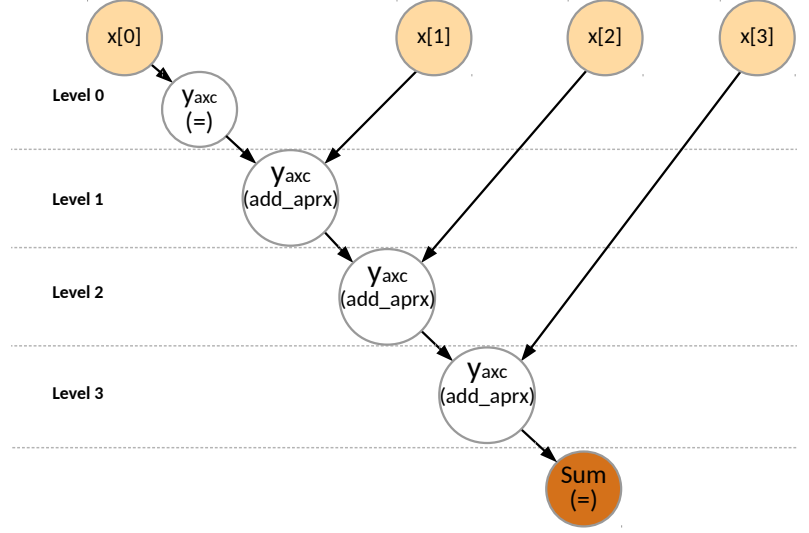 x[0]
x[1]
x[2]
x[3]
Level 0
yaxc
(=)
Level 1
yaxc
(add_aprx)
Level 2
yaxc
(add_aprx)
Level 3
yaxc
(add_aprx)
Sum
(=)